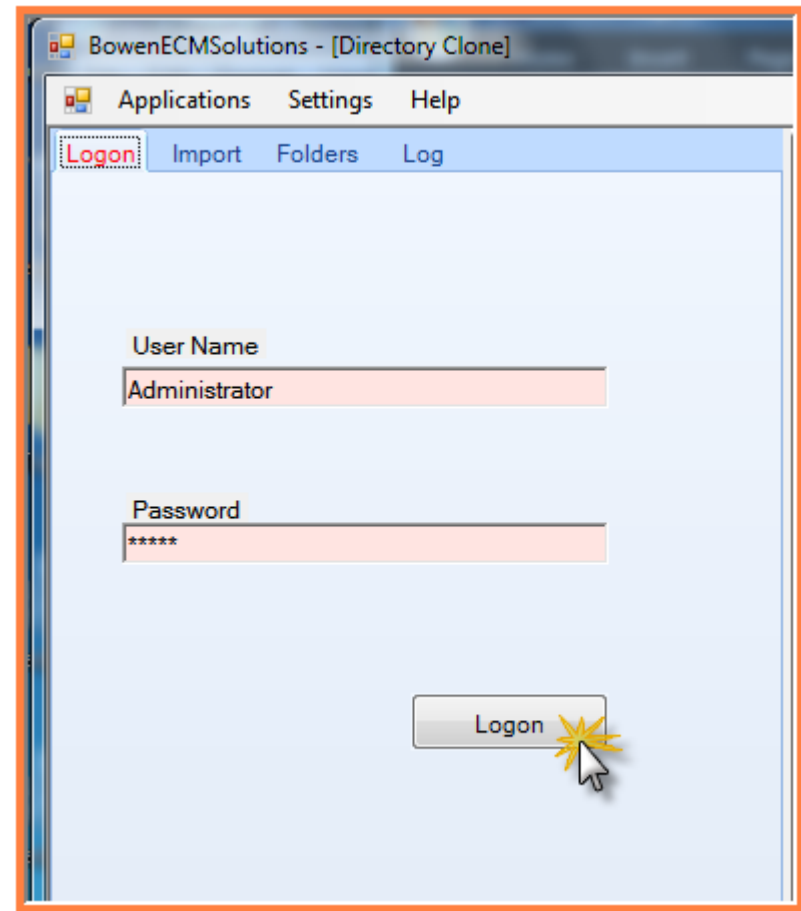 BowenECMSolutions - [Directory Clone]
Applications Settings Help
Logon Import Folders Log
User Name
Administrator
Password
*****
Logon